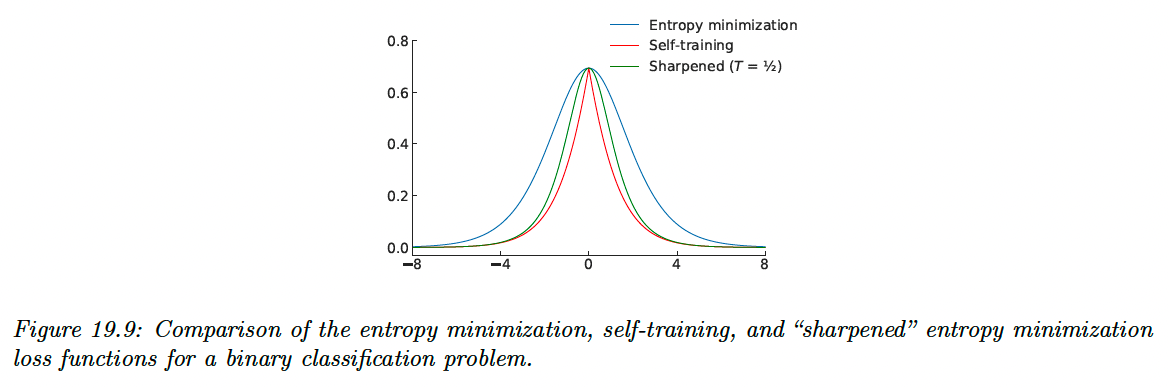 Entropy minimization
Self-training
Sharpened (T = ½)
0.8
0.6
0.4
0.2
0.0
−8
−4
0
4
8
Figure 19.9: Comparison of the entropy minimization, self-training, and “sharpened” entropy minimization
loss functions for a binary classification problem.